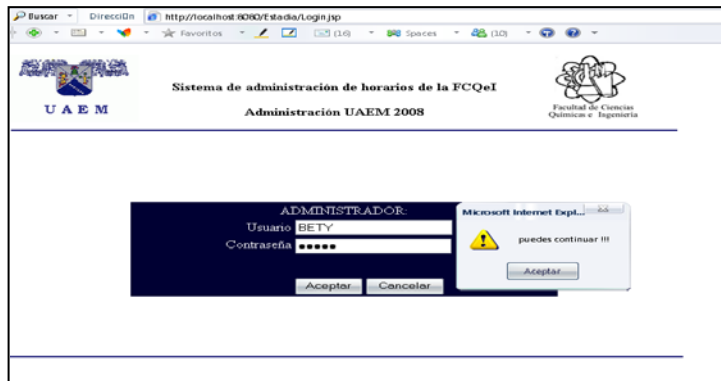 Buscar Dirección http://localhost:8080/Estadia/Login.jsp
Favoritos (16) Spaces (10)
Sistema de administración de horarios de la FCQeI
UAEM
Administración UAEM 2008
Facultad de Ciencias
Químicas e Ingeniería
ADMINISTRADOR:
Usuario BETY
Contraseña •••••
Aceptar Cancelar
Microsoft Internet Expl...
puedes continuar !!!
Aceptar